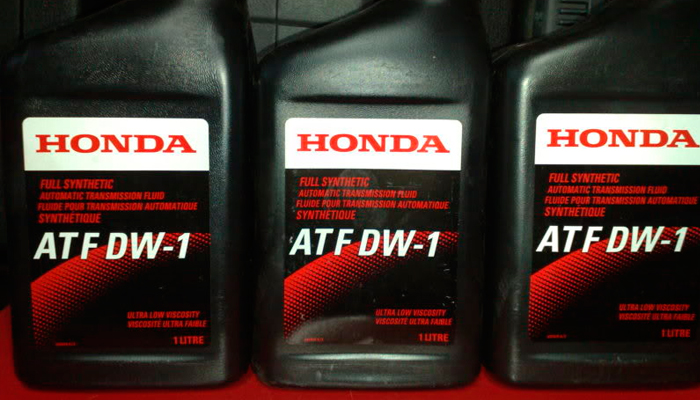 HONDA
FULL SYNTHETIC
AUTOMATIC TRANSMISSION FLUID
FLUIDE POUR TRANSMISSION AUTOMATIQUE
SYNTHÉTIQUE
ATF DW-1
ULTRA LOW VISCOSITY
VISCOSITÉ ULTRA FAIBLE
1 LITRE
HONDA
FULL SYNTHETIC
AUTOMATIC TRANSMISSION FLUID
FLUIDE POUR TRANSMISSION AUTOMATIQUE
SYNTHÉTIQUE
ATF DW-1
ULTRA LOW VISCOSITY
VISCOSITÉ ULTRA FAIBLE
1 LITRE
HONDA
FULL SYNTHETIC
AUTOMATIC TRANSMISSION FLUID
FLUIDE POUR TRANSMISSION AUTOMATIQUE
SYNTHÉTIQUE
ATF DW-1
ULTRA LOW VISCOSITY
VISCOSITÉ ULTRA FAIBLE
1 LITRE